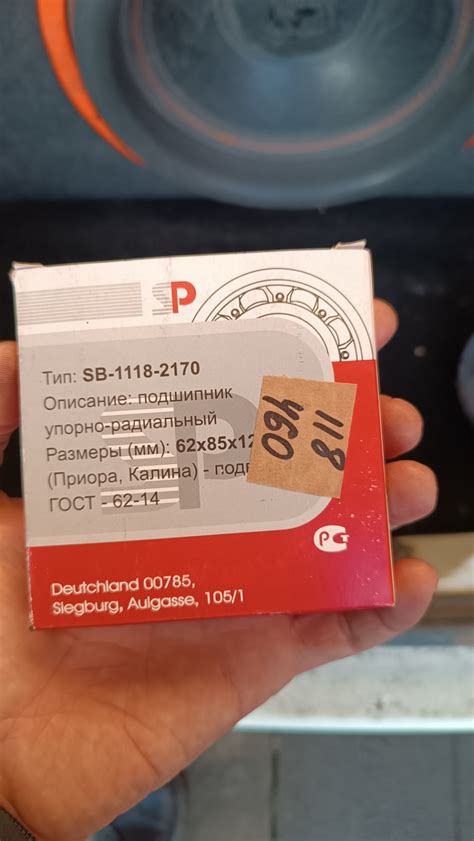 SP
Тип: SB-1118-2170
Описание: подшипник
упорно-радиальный
Размеры (мм): 62x85x12
(Приора, Калина) -
ГОСТ - 62-14
118
460
Deutchland 00785,
Siegburg, Aulgasse, 105/1